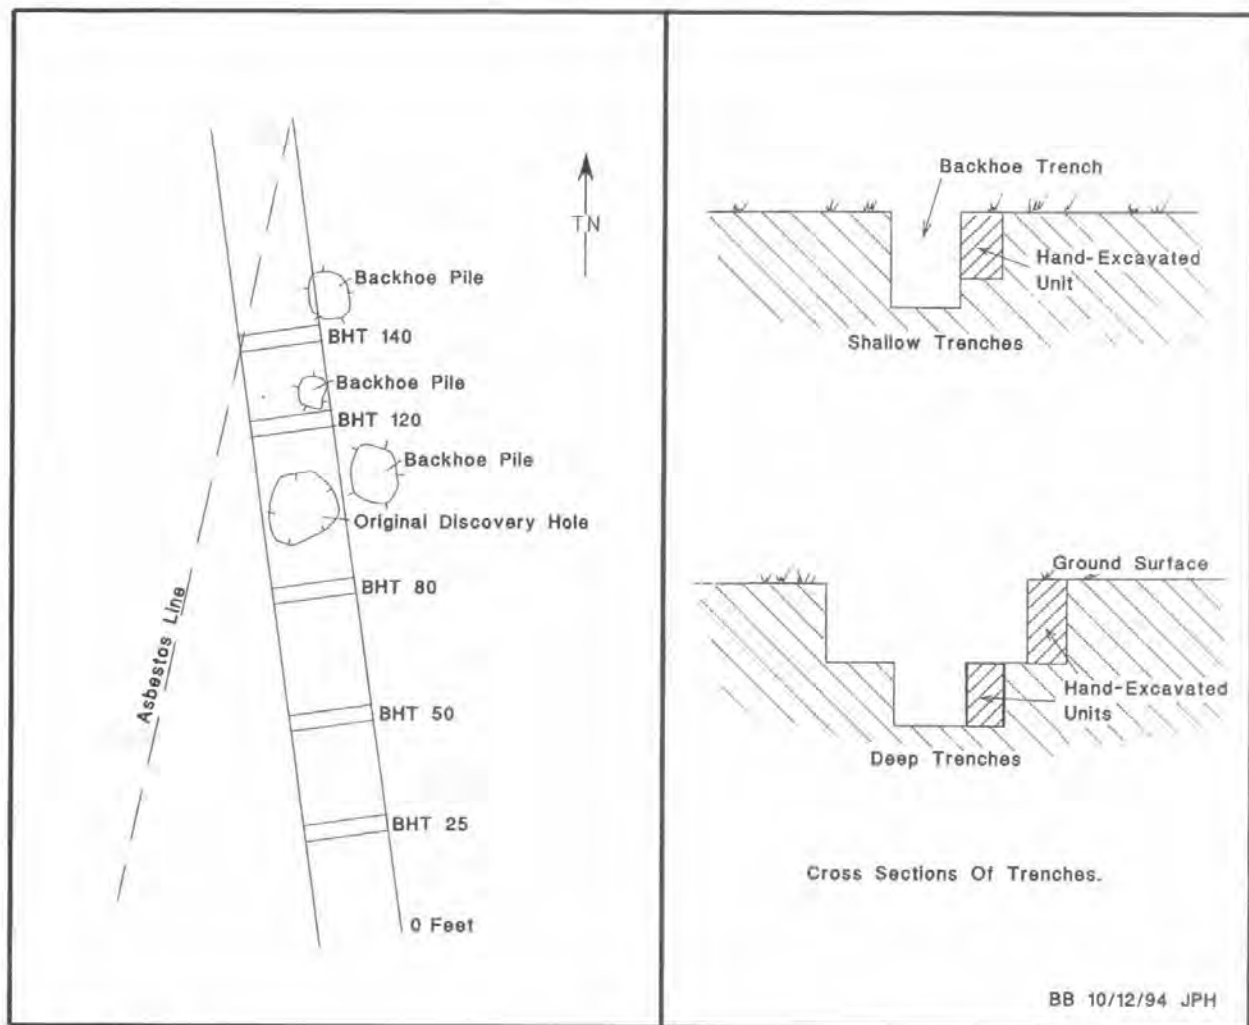 TN
Backhoe Pile
BHT 140
Backhoe Pile
BHT 120
Backhoe Pile
Original Discovery Hole
BHT 80
Asbestos Line
BHT 50
BHT 25
0 Feet
Backhoe Trench
Hand-Excavated
Unit
Shallow Trenches
Ground Surface
Hand-Excavated
Units
Deep Trenches
Cross Sections Of Trenches.
BB 10/12/94 JPH